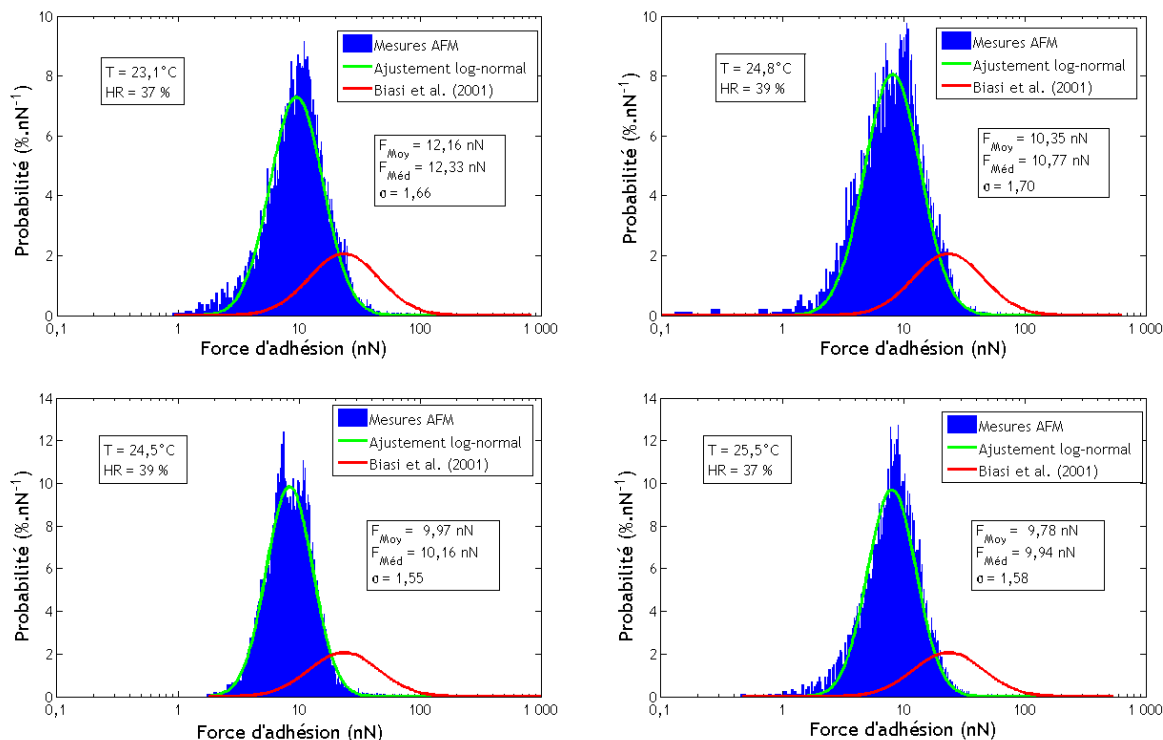 10
8
6
4
2
0
Probabilité (%.nN⁻¹)
T = 23,1°C
HR = 37 %
Mesures AFM
Ajustement log-normal
Biasi et al. (2001)
F_Moy = 12,16 nN
F_Méd = 12,33 nN
σ = 1,66
0,1 1 10 100 1 000
Force d'adhésion (nN)
10
8
6
4
2
0
Probabilité (%.nN⁻¹)
T = 24,8°C
HR = 39 %
Mesures AFM
Ajustement log-normal
Biasi et al. (2001)
F_Moy = 10,35 nN
F_Méd = 10,77 nN
σ = 1,70
0,1 1 10 100 1 000
Force d'adhésion (nN)
14
12
10
8
6
4
2
0
Probabilité (%.nN⁻¹)
T = 24,5°C
HR = 39 %
Mesures AFM
Ajustement log-normal
Biasi et al. (2001)
F_Moy = 9,97 nN
F_Méd = 10,16 nN
σ = 1,55
0,1 1 10 100 1 000
Force d'adhésion (nN)
14
12
10
8
6
4
2
0
Probabilité (%.nN⁻¹)
T = 25,5°C
HR = 37 %
Mesures AFM
Ajustement log-normal
Biasi et al. (2001)
F_Moy = 9,78 nN
F_Méd = 9,94 nN
σ = 1,58
0,1 1 10 100 1 000
Force d'adhésion (nN)